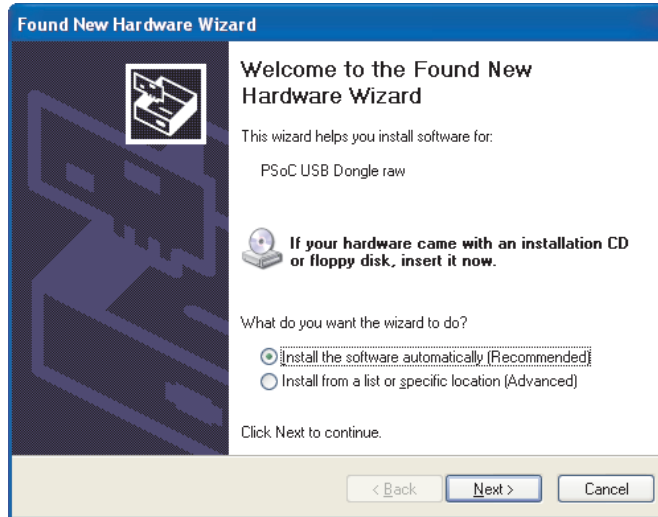 Found New Hardware Wizard
Welcome to the Found New
Hardware Wizard
This wizard helps you install software for:
PSoC USB Dongle raw
If your hardware came with an installation CD
or floppy disk, insert it now.
What do you want the wizard to do?
Install the software automatically (Recommended)
Install from a list or specific location (Advanced)
Click Next to continue.
< Back Next > Cancel